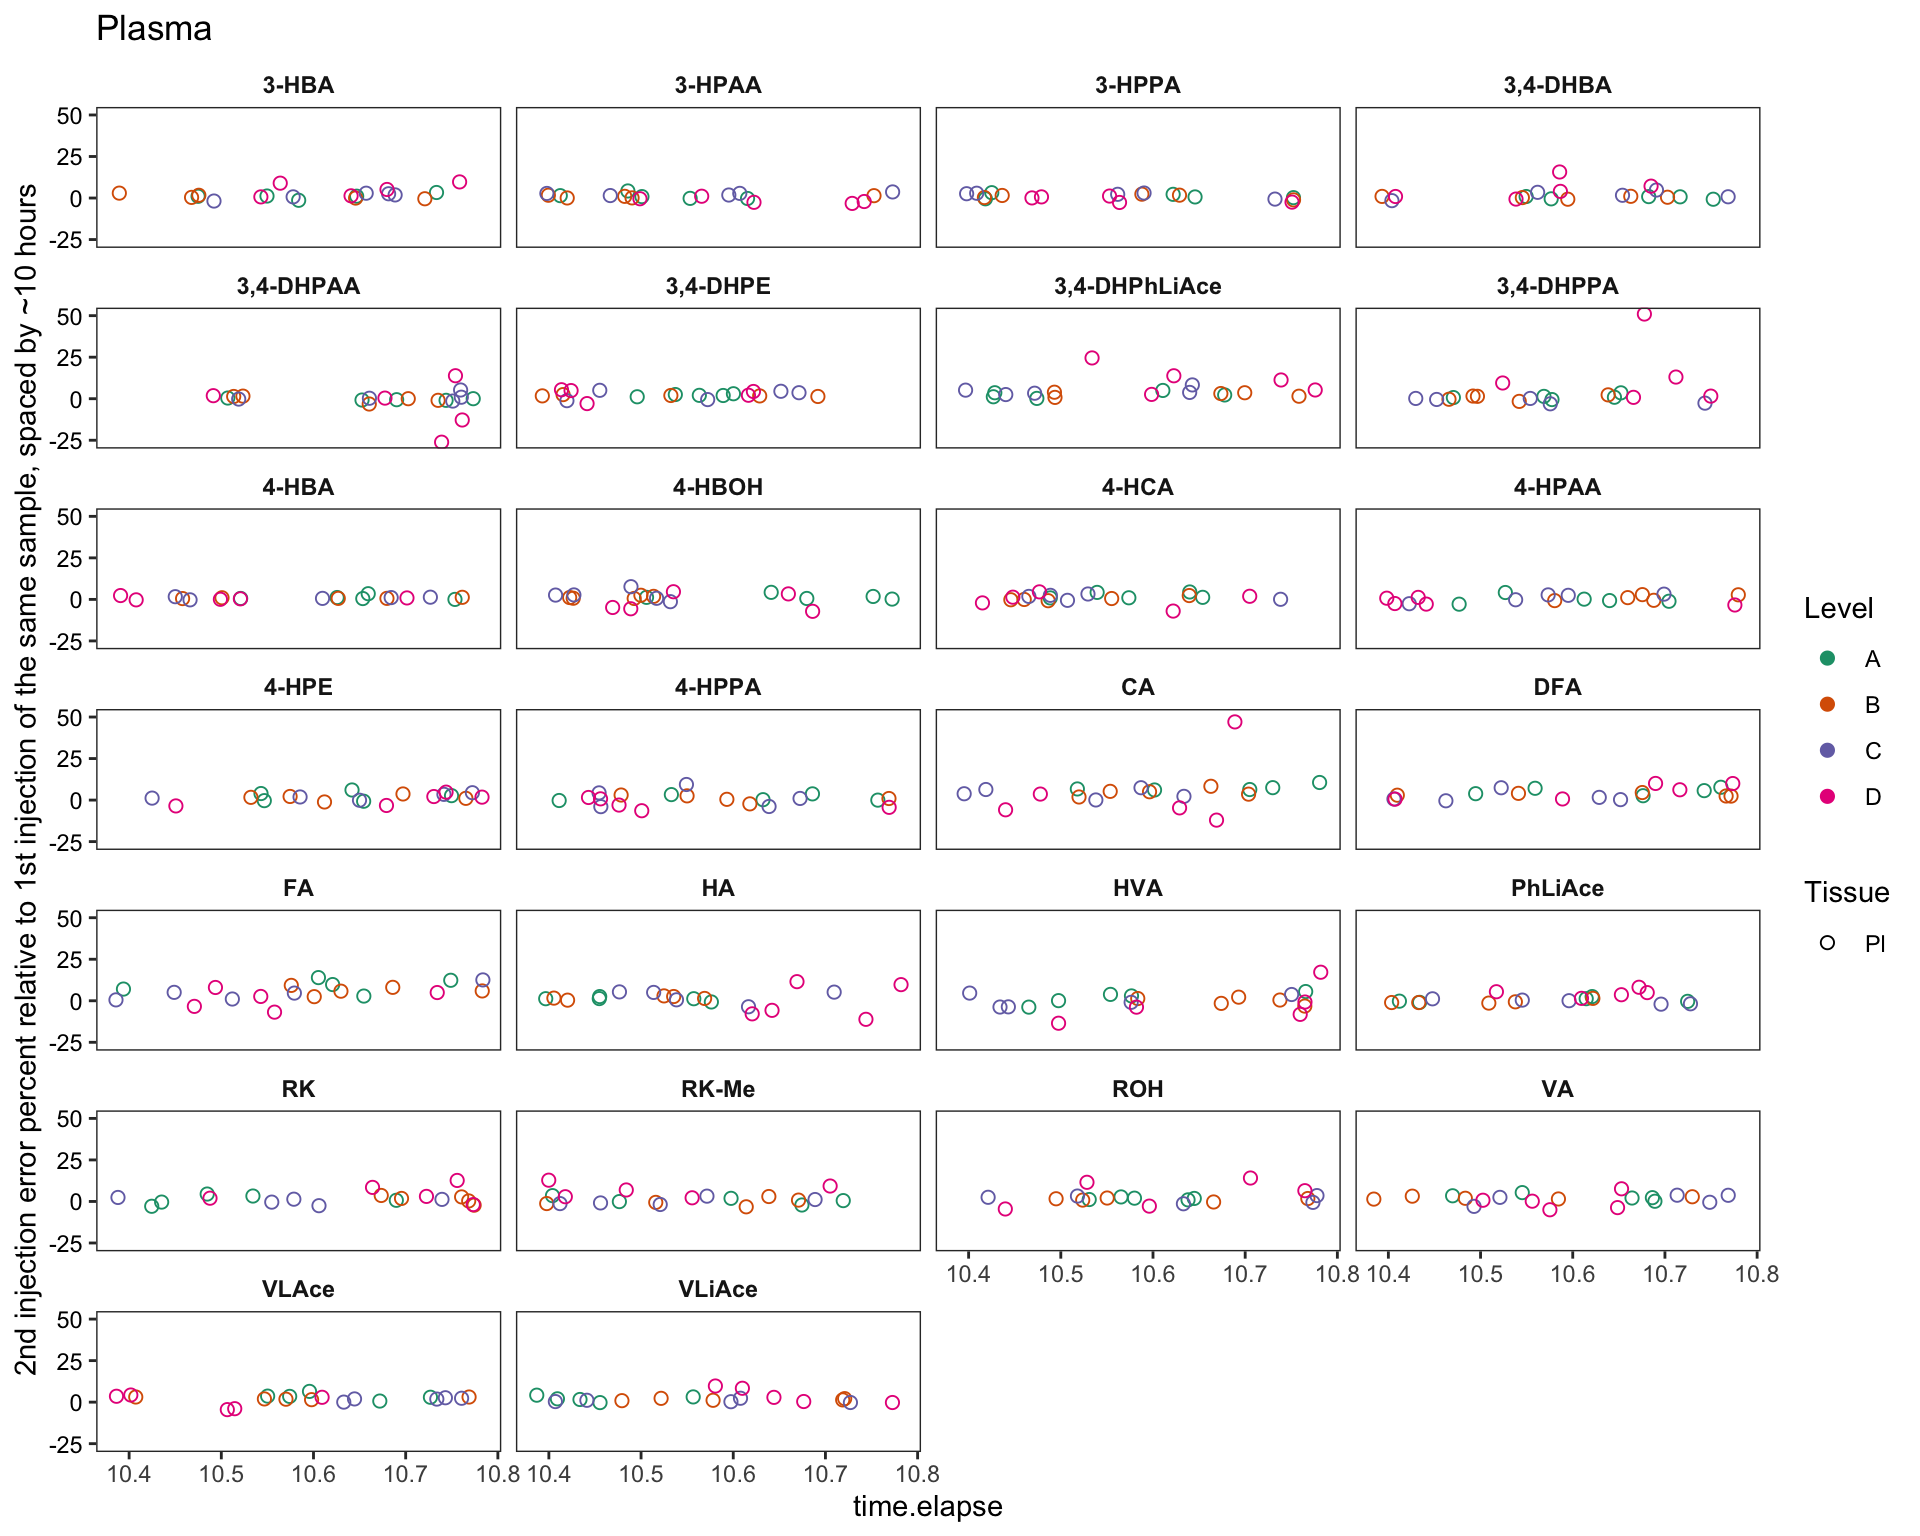 Plasma
3-HBA 3-HPAA 3-HPPA 3,4-DHBA
50
25
0
-25
3,4-DHPAA 3,4-DHPE 3,4-DHPhLiAce 3,4-DHPPA
50
25
0
-25
4-HBA 4-HBOH 4-HCA 4-HPAA
50
25
0
-25
4-HPE 4-HPPA CA DFA
50
25
0
-25
FA HA HVA PhLiAce
50
25
0
-25
RK RK-Me ROH VA
50
25
0
-25
10.4 10.5 10.6 10.7 10.8 10.4 10.5 10.6 10.7 10.8
VLAce VLiAce
50
25
0
-25
10.4 10.5 10.6 10.7 10.8 10.4 10.5 10.6 10.7 10.8
time.elapse
2nd injection error percent relative to 1st injection of the same sample, spaced by ~10 hours
Level
A
B
C
D
Tissue
Pl